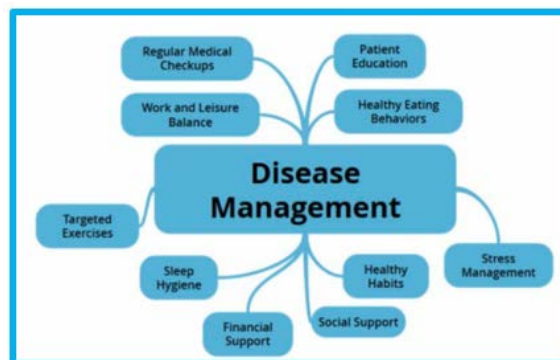 Regular Medical
Checkups
Patient
Education
Work and Leisure
Balance
Healthy Eating
Behaviors
Disease
Management
Targeted
Exercises
Stress
Management
Sleep
Hygiene
Healthy
Habits
Financial
Support
Social Support